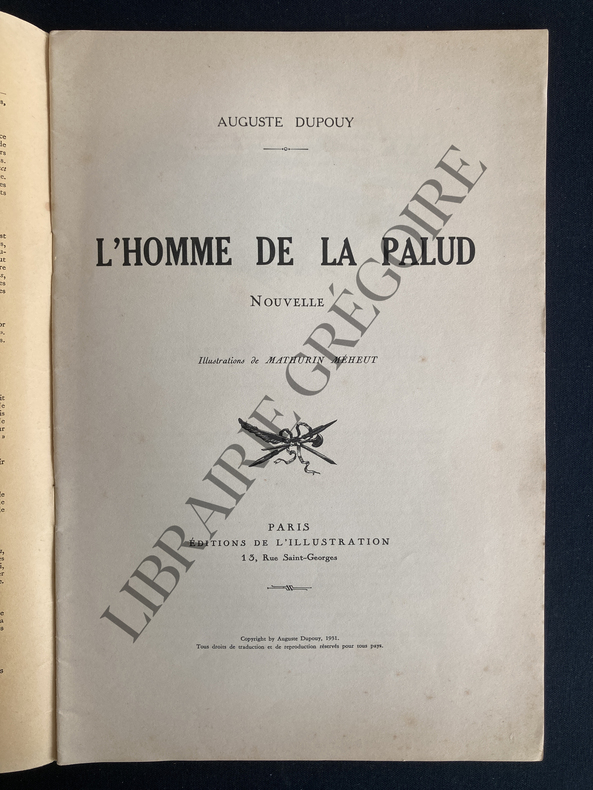 AUGUSTE DUPOUY
L'HOMME DE LA PALUD
NOUVELLE
Illustrations de MATHURIN MÉHEUT
PARIS
ÉDITIONS DE L'ILLUSTRATION
13, Rue Saint-Georges
Copyright by Auguste Dupouy, 1931.
Tous droits de traduction et de reproduction réservés pour tous pays.
LIBRAIRIE GRÉGOIRE